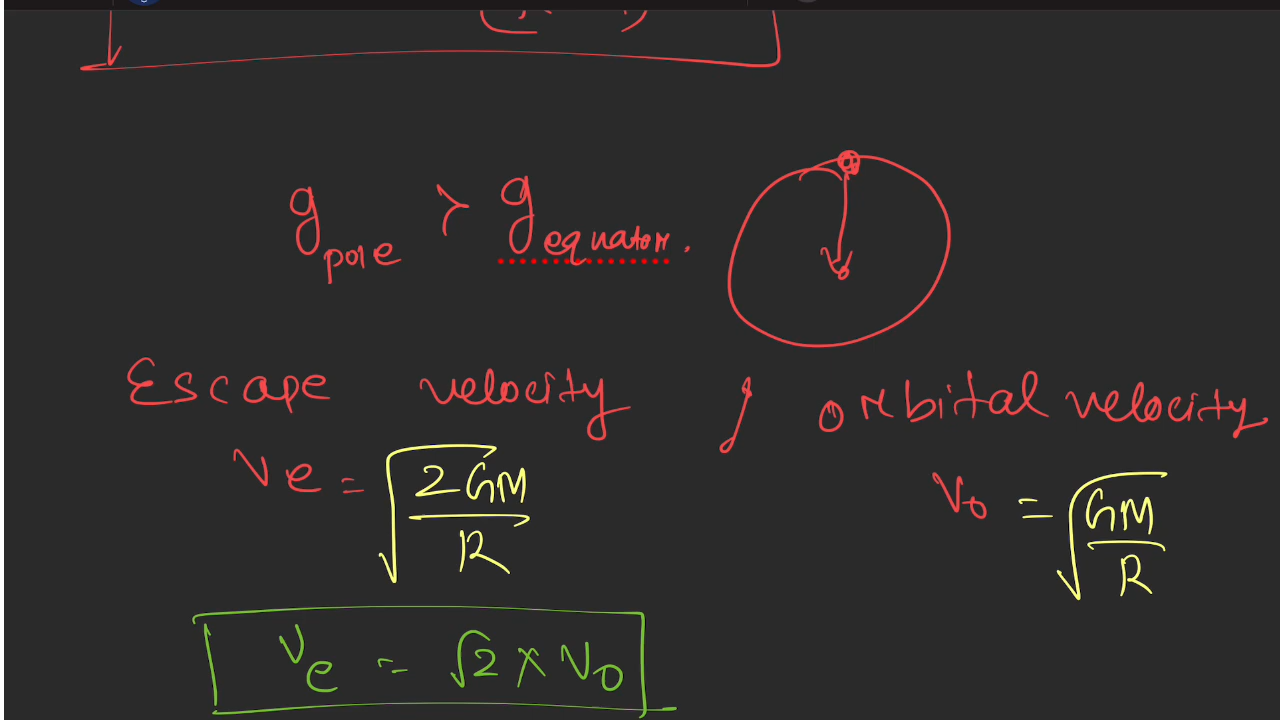 g pole > g equator.
Escape velocity / orbital velocity
ve = √(2GM/R)
v0 = √(GM/R)
ve = √2 × v0